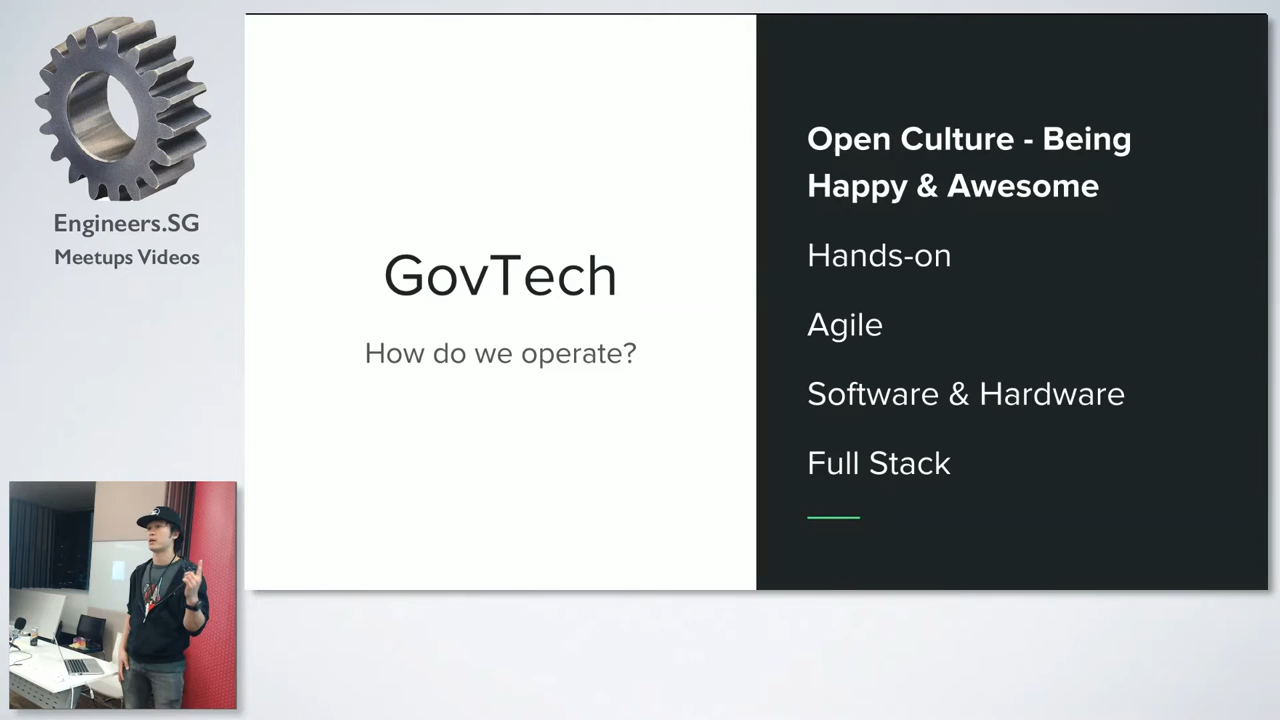 Engineers.SG
Meetups Videos
GovTech
How do we operate?
Open Culture - Being
Happy & Awesome
Hands-on
Agile
Software & Hardware
Full Stack